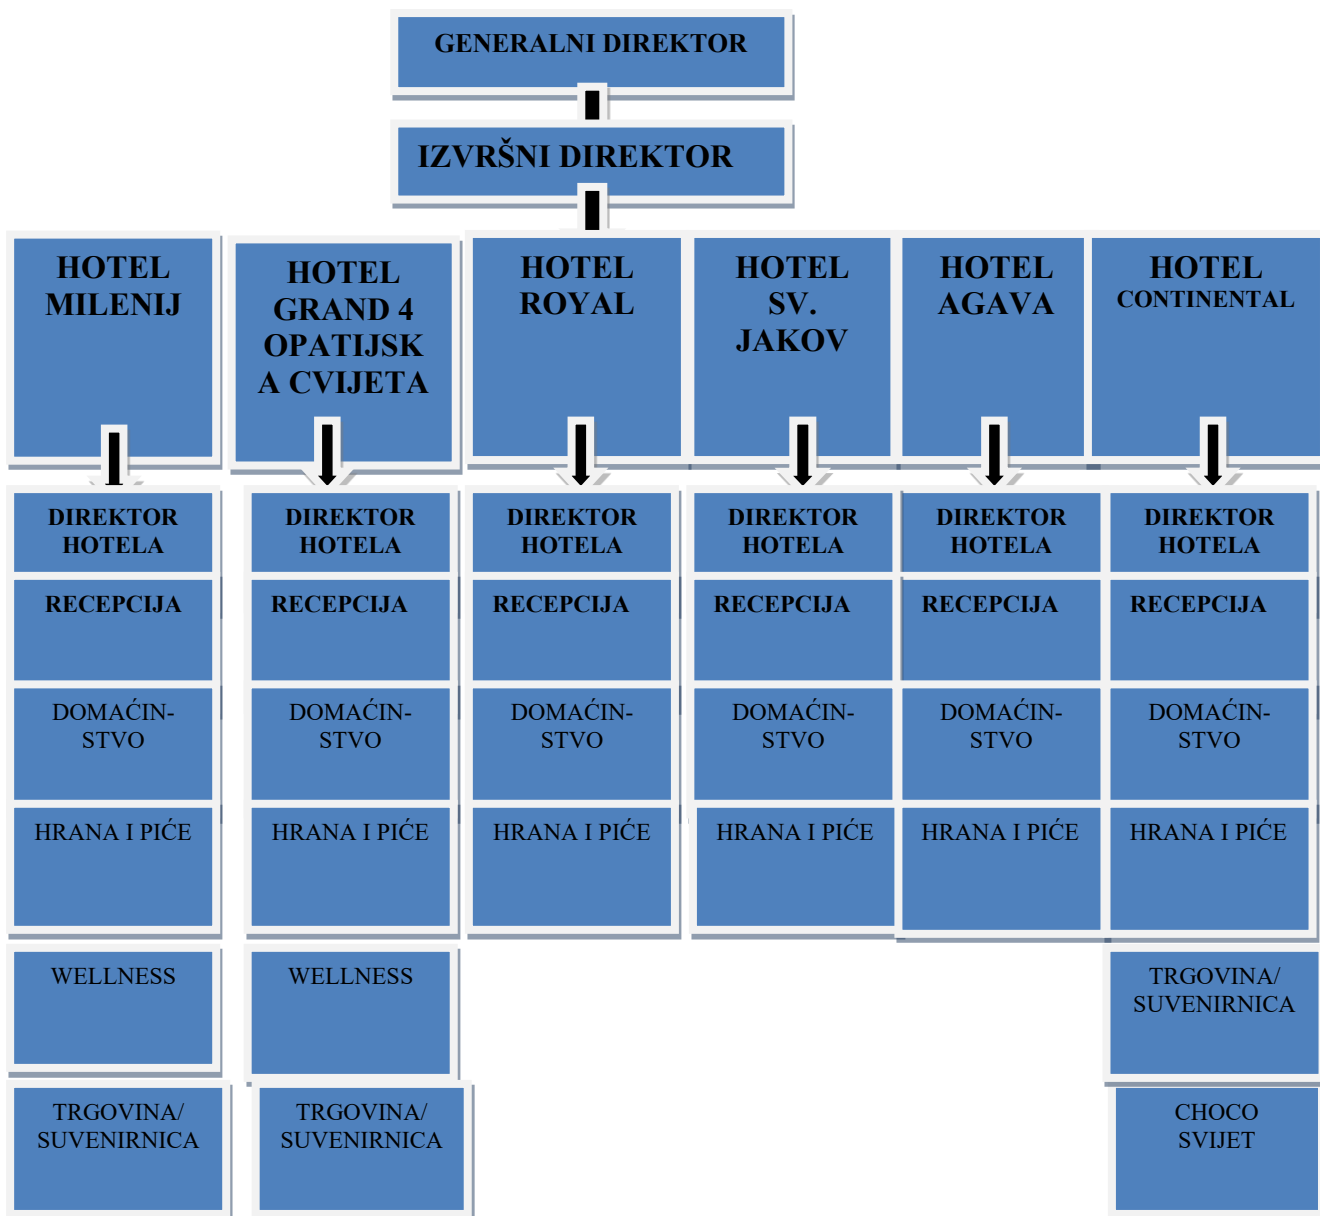 GENERALNI DIREKTOR
IZVRŠNI DIREKTOR
HOTEL
MILENIJ
HOTEL
GRAND 4
OPATIJSK
A CVIJETA
HOTEL
ROYAL
HOTEL
SV.
JAKOV
HOTEL
AGAVA
HOTEL
CONTINENTAL
DIREKTOR
HOTELA
DIREKTOR
HOTELA
DIREKTOR
HOTELA
DIREKTOR
HOTELA
DIREKTOR
HOTELA
DIREKTOR
HOTELA
RECEPCIJA
RECEPCIJA
RECEPCIJA
RECEPCIJA
RECEPCIJA
RECEPCIJA
DOMAĆIN-
STVO
DOMAĆIN-
STVO
DOMAĆIN-
STVO
DOMAĆIN-
STVO
DOMAĆIN-
STVO
DOMAĆIN-
STVO
HRANA I PIĆE
HRANA I PIĆE
HRANA I PIĆE
HRANA I PIĆE
HRANA I PIĆE
HRANA I PIĆE
WELLNESS
WELLNESS
TRGOVINA/
SUVENIRNICA
TRGOVINA/
SUVENIRNICA
TRGOVINA/
SUVENIRNICA
CHOCO
SVIJET